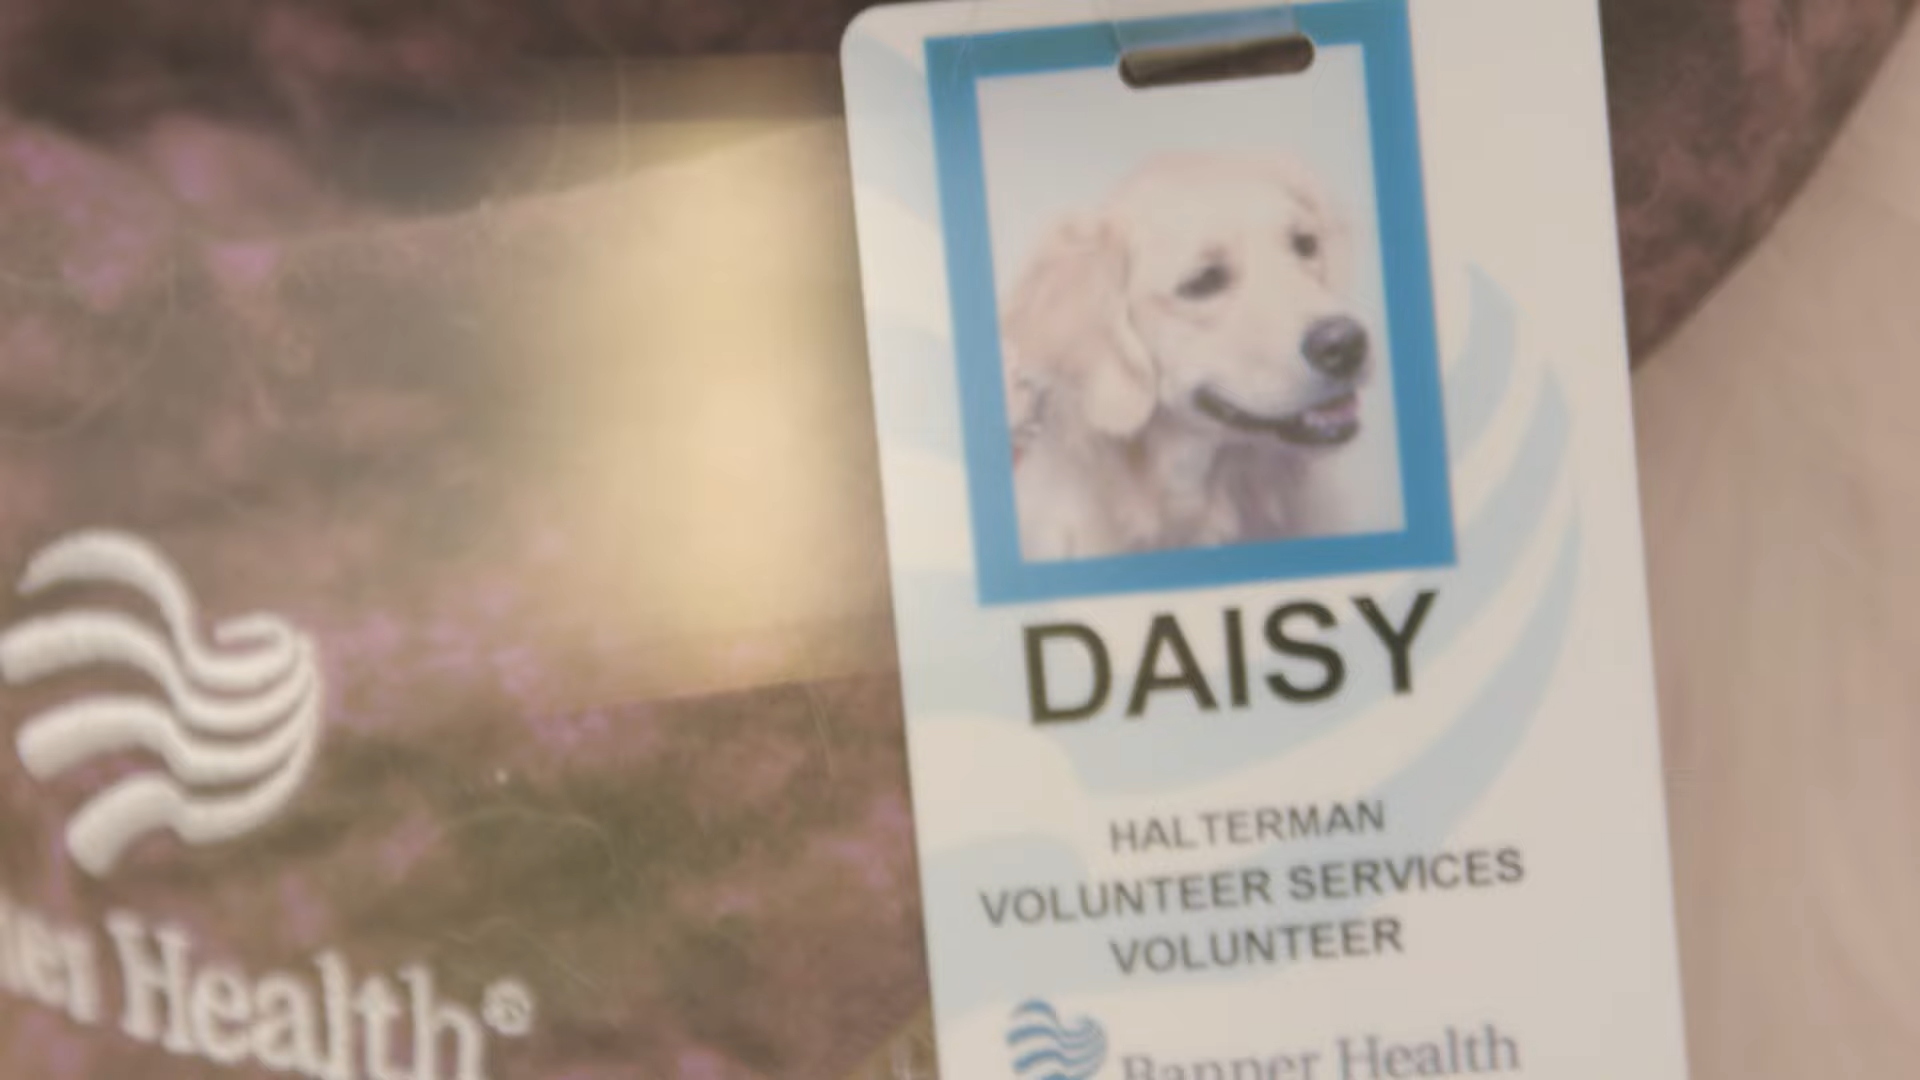 DAISY
HALTERMAN
VOLUNTEER SERVICES
VOLUNTEER
Banner Health
Health®